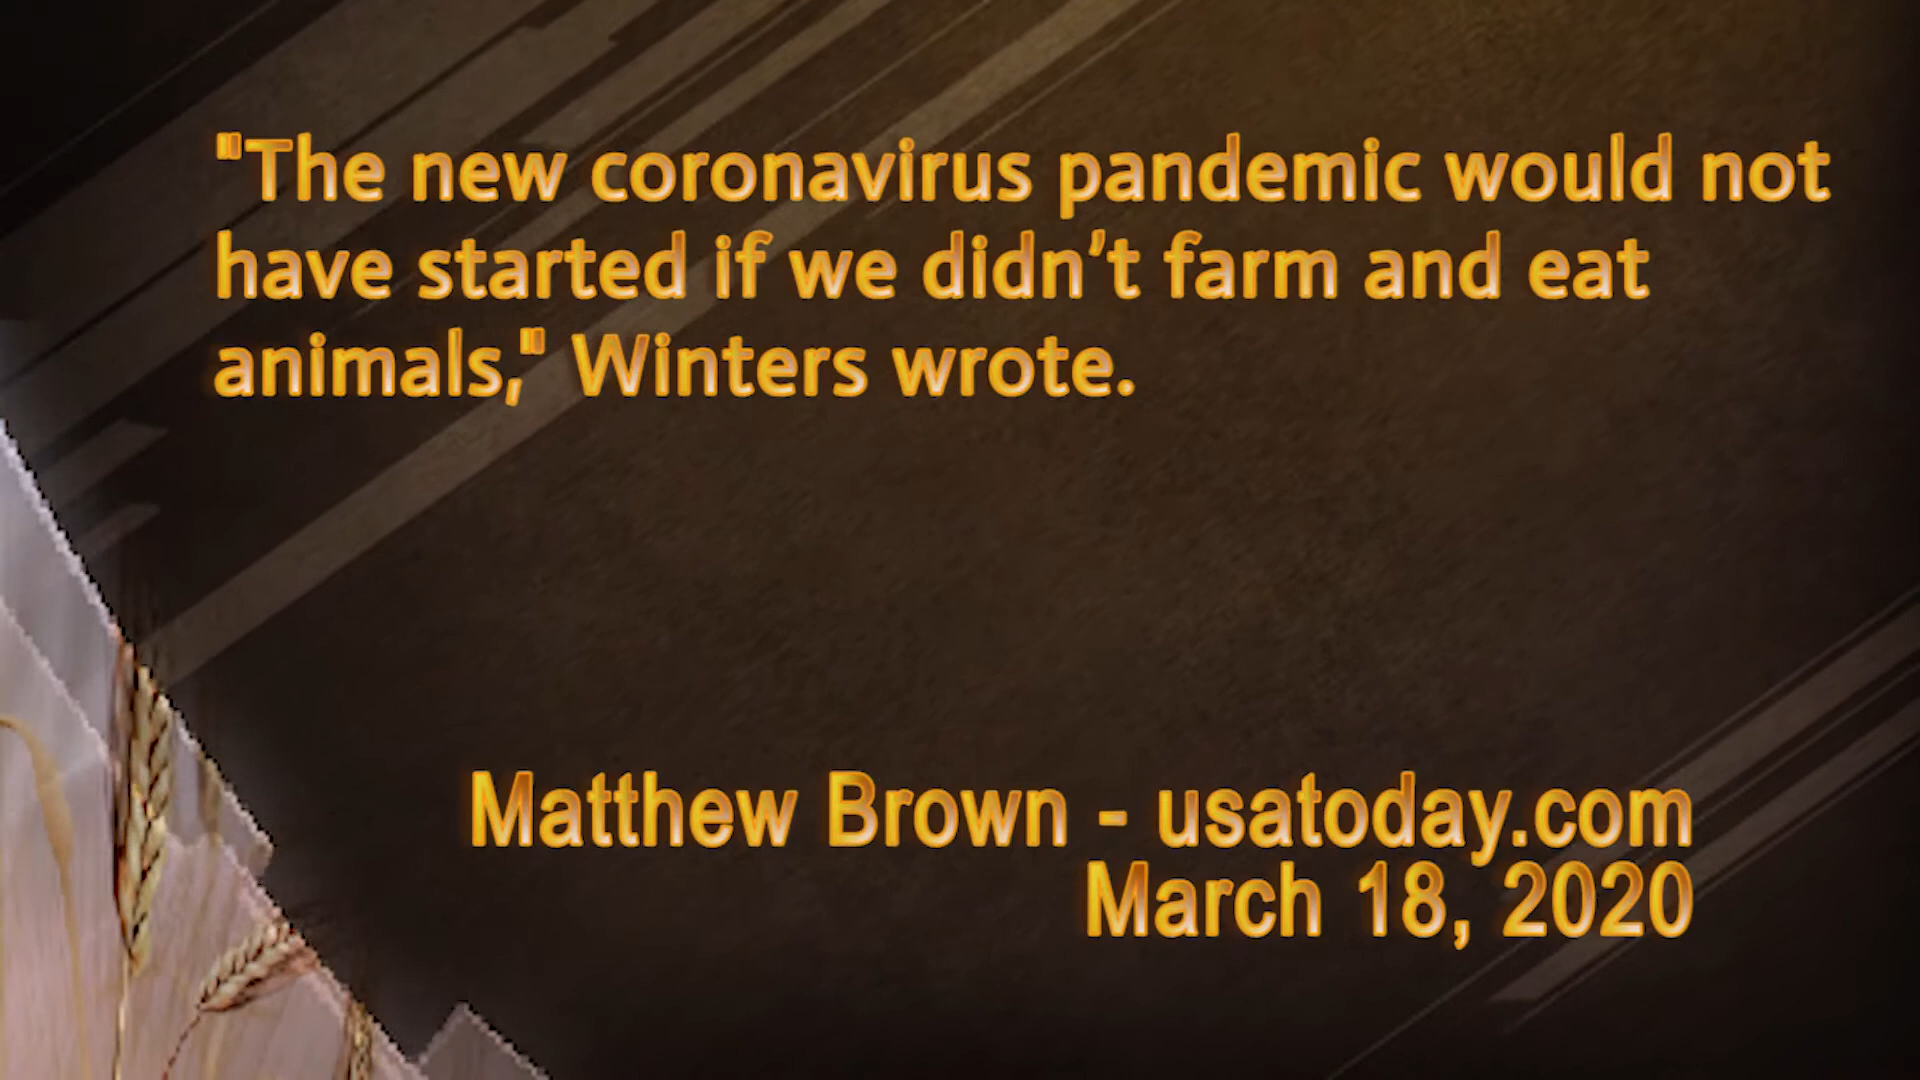 "The new coronavirus pandemic would not
have started if we didn’t farm and eat
animals," Winters wrote.
Matthew Brown - usatoday.com
March 18, 2020